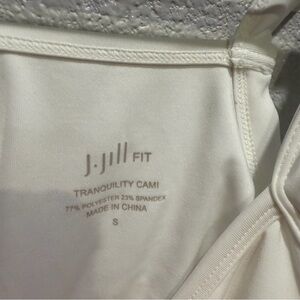 J.Jill FIT
TRANQUILITY CAMI
77% POLYESTER 23% SPANDEX
MADE IN CHINA
S